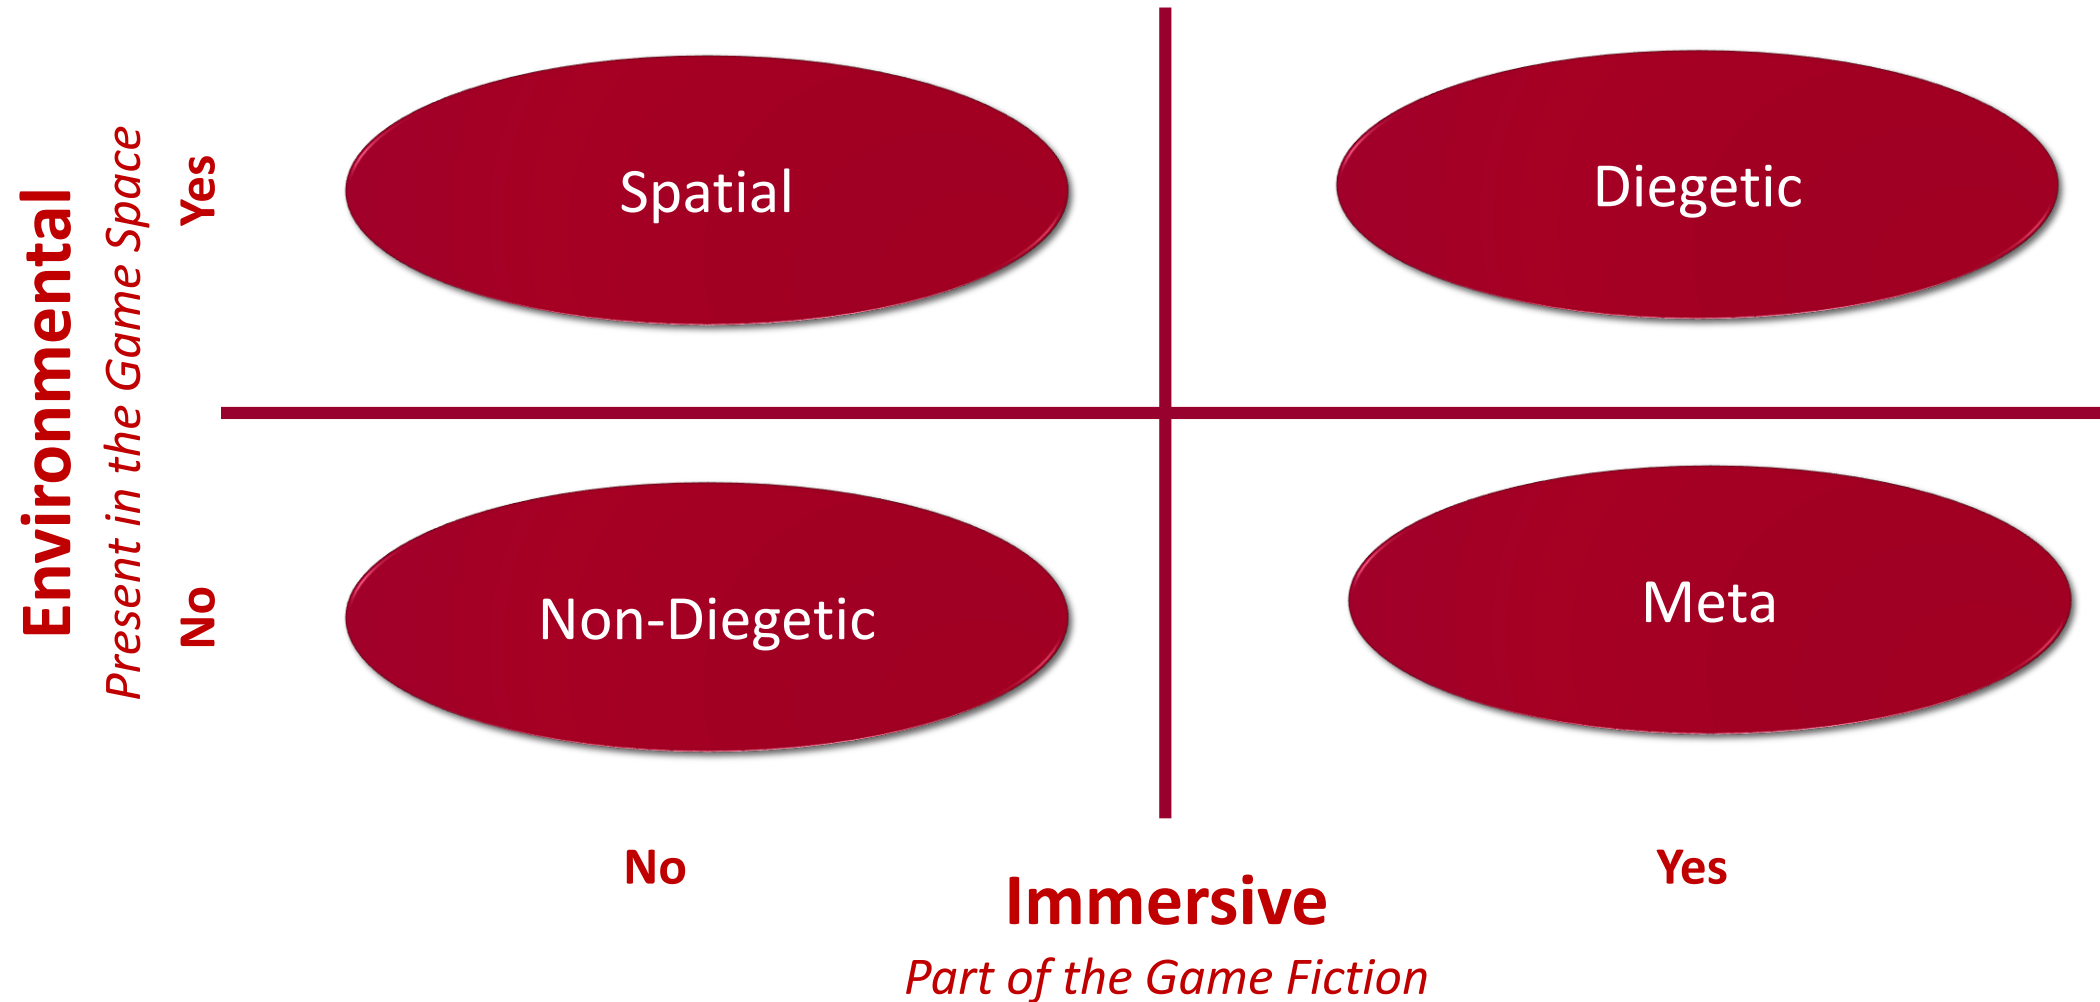 Environmental
Present in the Game Space
Yes
No
Spatial
Diegetic
Non-Diegetic
Meta
No
Yes
Immersive
Part of the Game Fiction